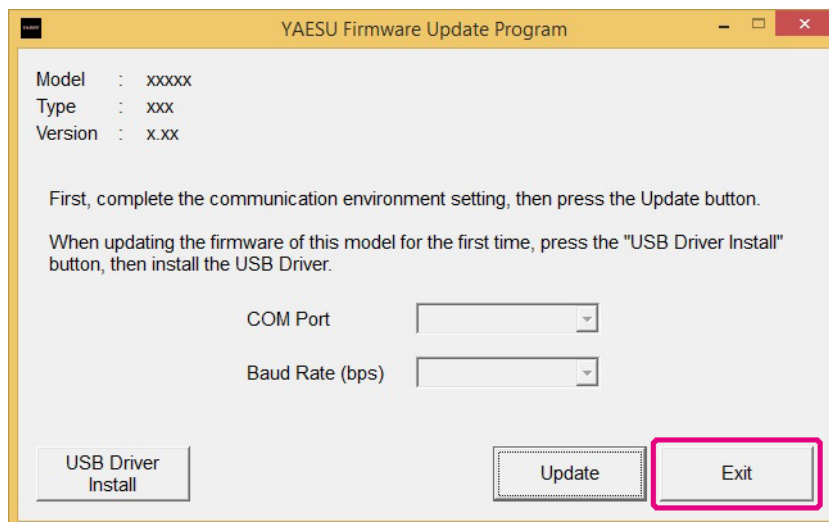 YAESU Firmware Update Program
Model : xxxxx
Type : xxx
Version : x.xx
First, complete the communication environment setting, then press the Update button.
When updating the firmware of this model for the first time, press the "USB Driver Install"
button, then install the USB Driver.
COM Port
Baud Rate (bps)
USB Driver
Install
Update
Exit